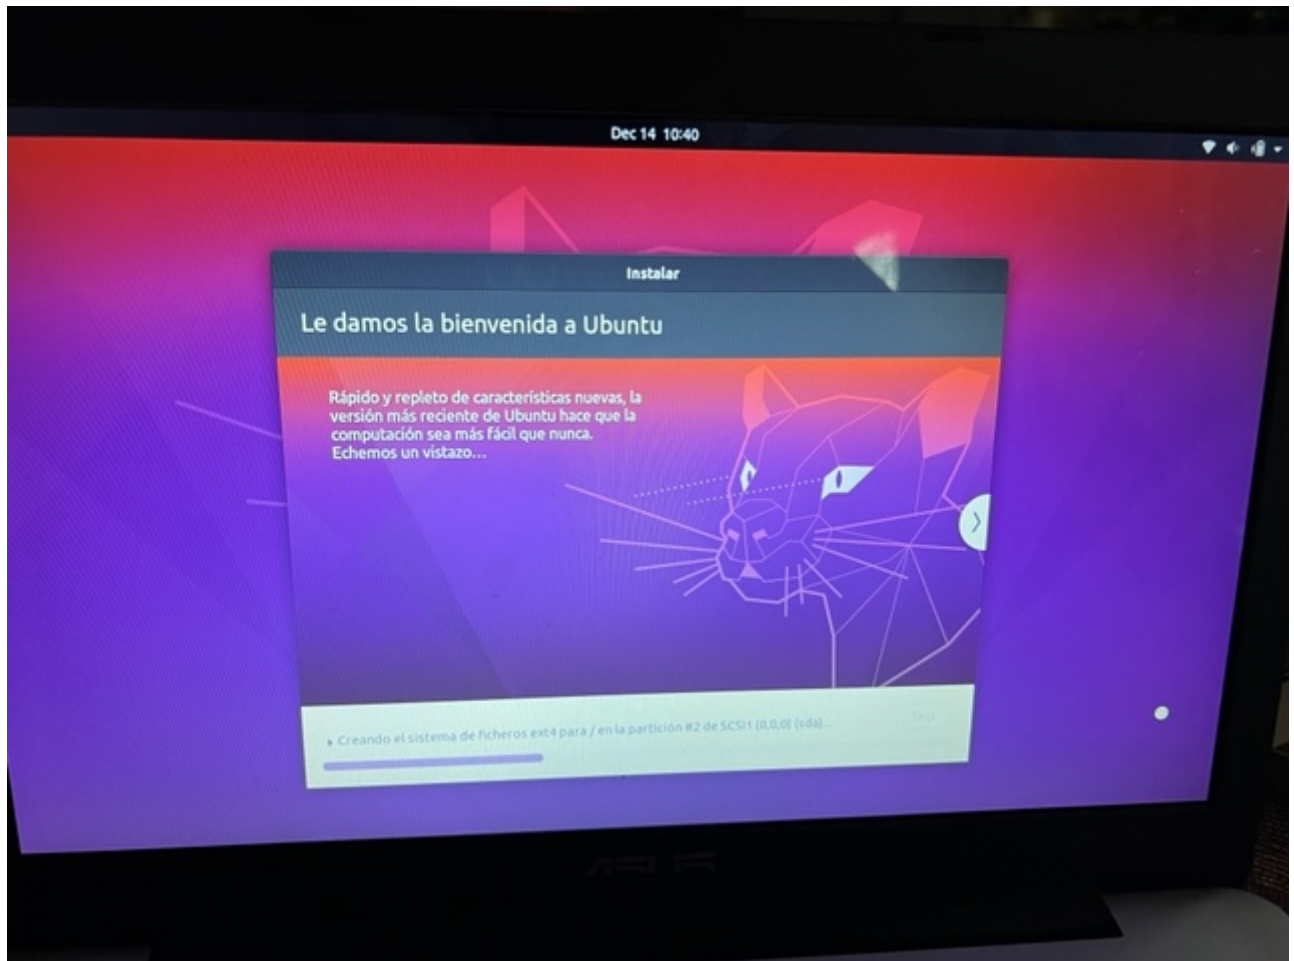 Dec 14 10:40
Instalar
Le damos la bienvenida a Ubuntu
Rápido y repleto de características nuevas, la
versión más reciente de Ubuntu hace que la
computación sea más fácil que nunca.
Echemos un vistazo...
Creando el sistema de ficheros ext4 para / en la partición #2 de SCSI1 (0,0,0) (sda)...
Skip
ASUS